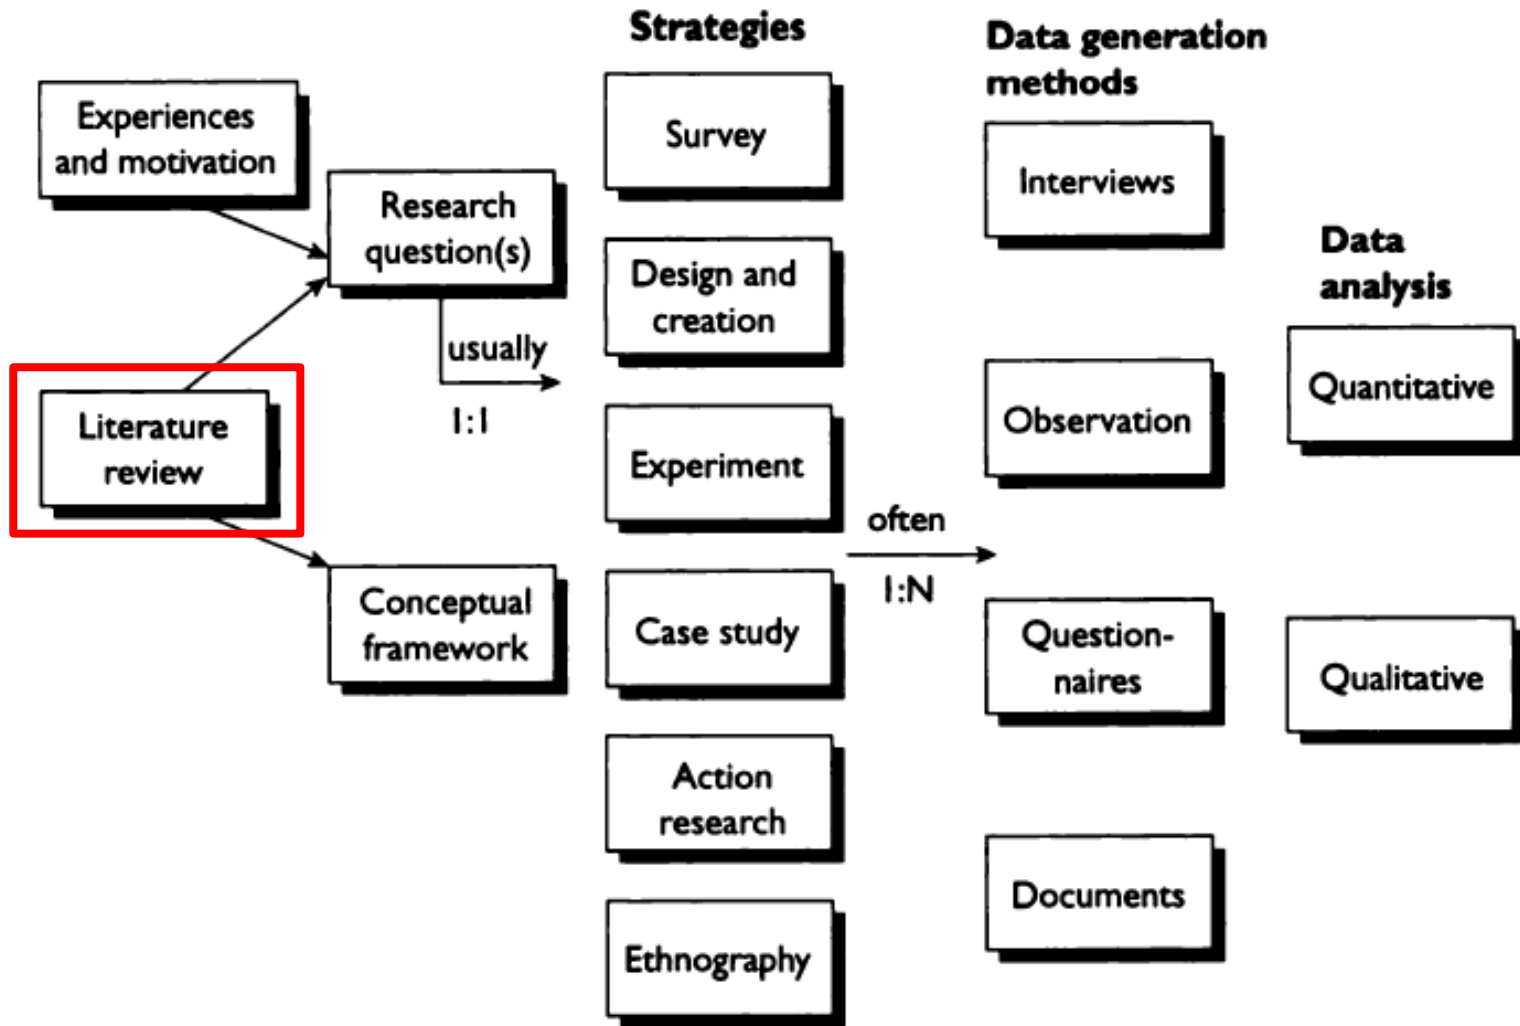 Strategies
Data generation
methods
Experiences
and motivation
Research
question(s)
usually
1:1
Literature
review
Conceptual
framework
Survey
Design and
creation
Experiment
Case study
Action
research
Ethnography
often
1:N
Interviews
Observation
Question-
naires
Documents
Data
analysis
Quantitative
Qualitative